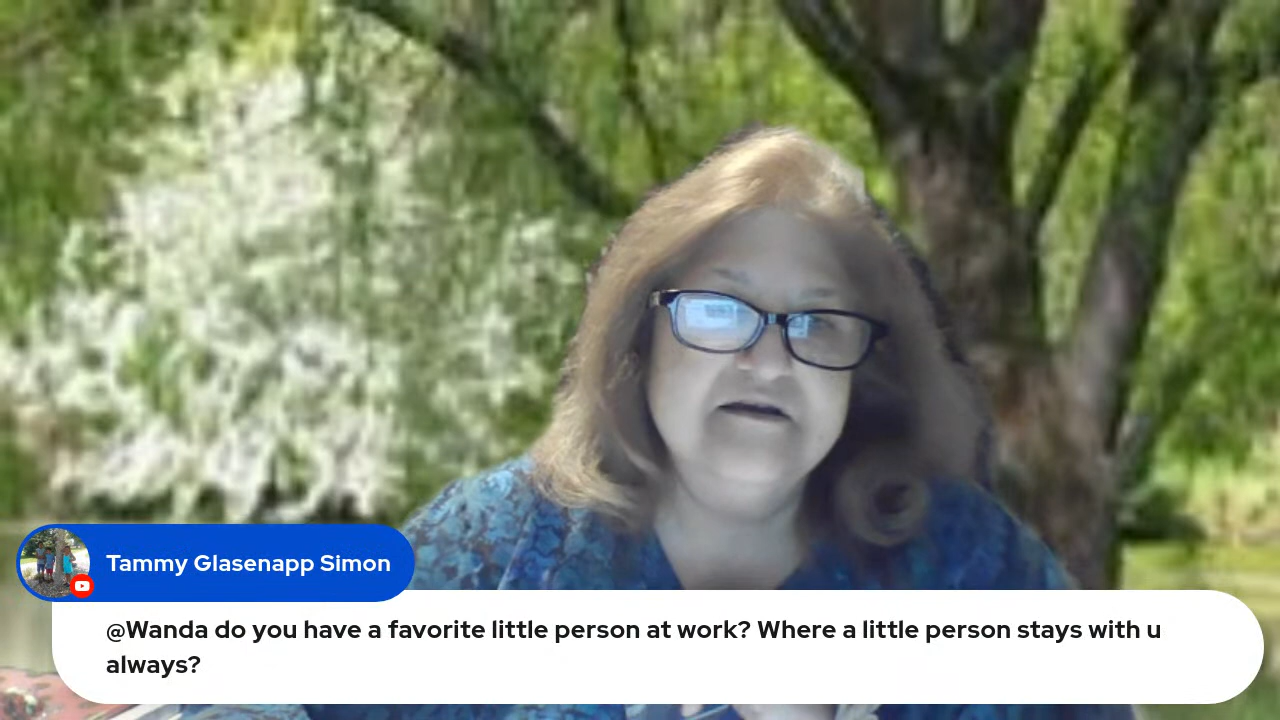 Tammy Glasenapp Simon
@Wanda do you have a favorite little person at work? Where a little person stays with u
always?